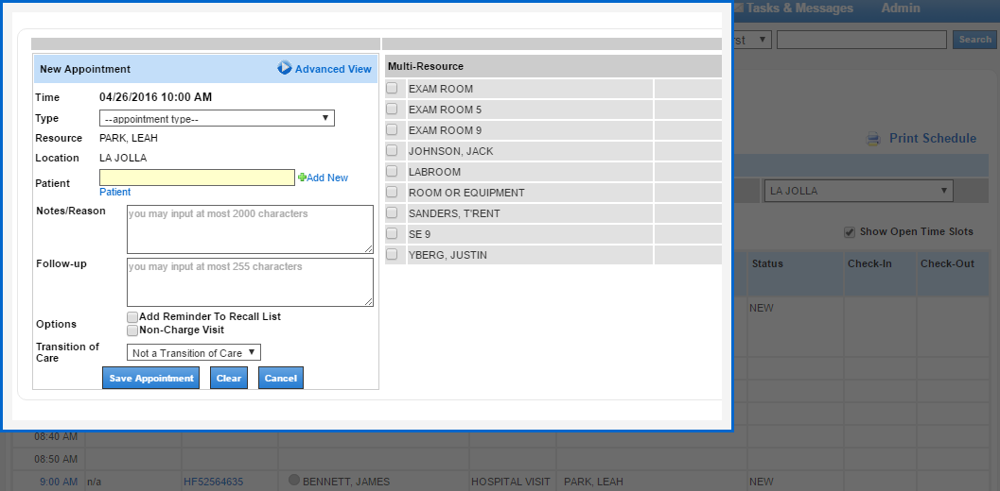 Tasks & Messages Admin
rst
Search
New Appointment Advanced View
Time 04/26/2016 10:00 AM
Type --appointment type--
Resource PARK, LEAH
Location LA JOLLA
Patient Add New
Patient
Notes/Reason you may input at most 2000 characters
Follow-up you may input at most 255 characters
Options Add Reminder To Recall List
Non-Charge Visit
Transition of
Care Not a Transition of Care
Save Appointment Clear Cancel
Multi-Resource
EXAM ROOM
EXAM ROOM 5
EXAM ROOM 9
JOHNSON, JACK
LABROOM
ROOM OR EQUIPMENT
SANDERS, T'RENT
SE 9
YBERG, JUSTIN
Print Schedule
LA JOLLA
Show Open Time Slots
Status Check-In Check-Out
NEW
08:40 AM
08:50 AM
9:00 AM n/a HF52564635 BENNETT, JAMES HOSPITAL VISIT PARK, LEAH NEW